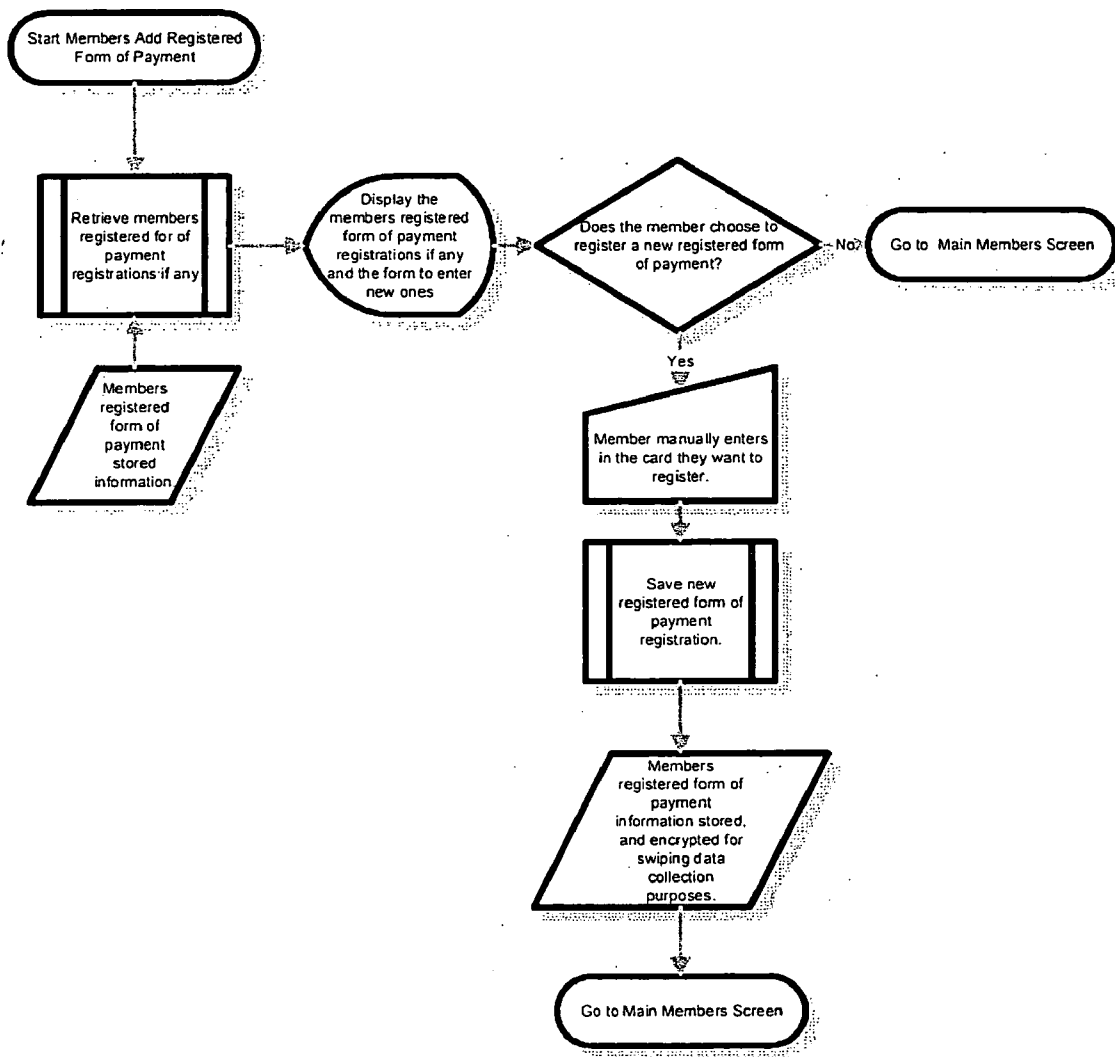 Start Members Add Registered
Form of Payment
Retrieve members
registered for of
payment
registrations if any
Members
registered
form of
payment
stored
information.
Display the
members registered
form of payment
registrations if any
and the form to enter
new ones
Does the member choose to
register a new registered form
of payment?
No
Go to Main Members Screen
Yes
Member manually enters
in the card they want to
register.
Save new
registered form of
payment
registration.
Members
registered form of
payment
information stored,
and encrypted for
swiping data
collection
purposes.
Go to Main Members Screen